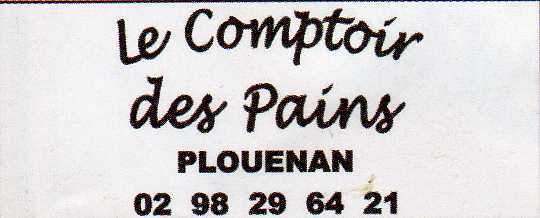 Le Comptoir
des Pains
PLOUENAN
02 98 29 64 21